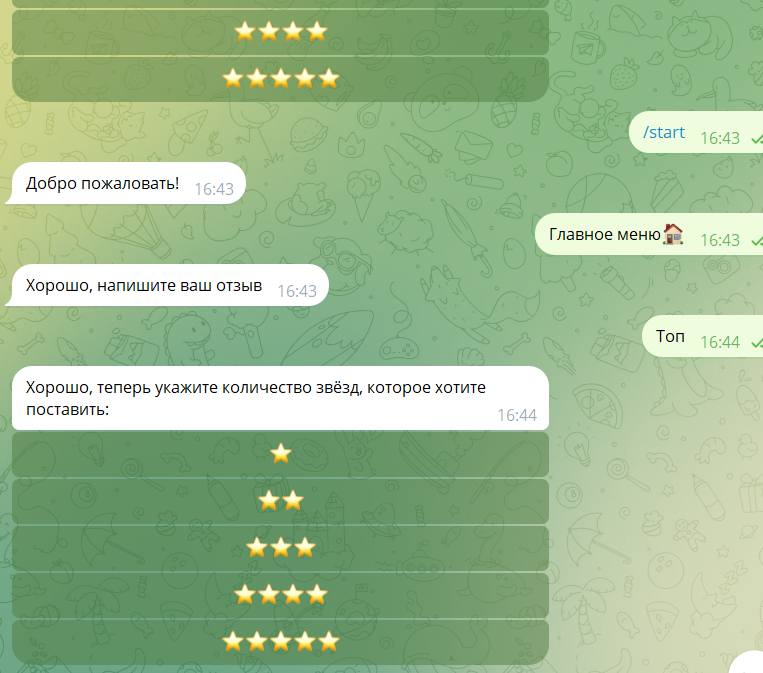 ⭐⭐⭐⭐
⭐⭐⭐⭐⭐
/start 16:43
Добро пожаловать! 16:43
Главное меню🏠 16:43
Хорошо, напишите ваш отзыв 16:43
Топ 16:44
Хорошо, теперь укажите количество звёзд, которое хотите
поставить: 16:44
⭐
⭐⭐
⭐⭐⭐
⭐⭐⭐⭐
⭐⭐⭐⭐⭐